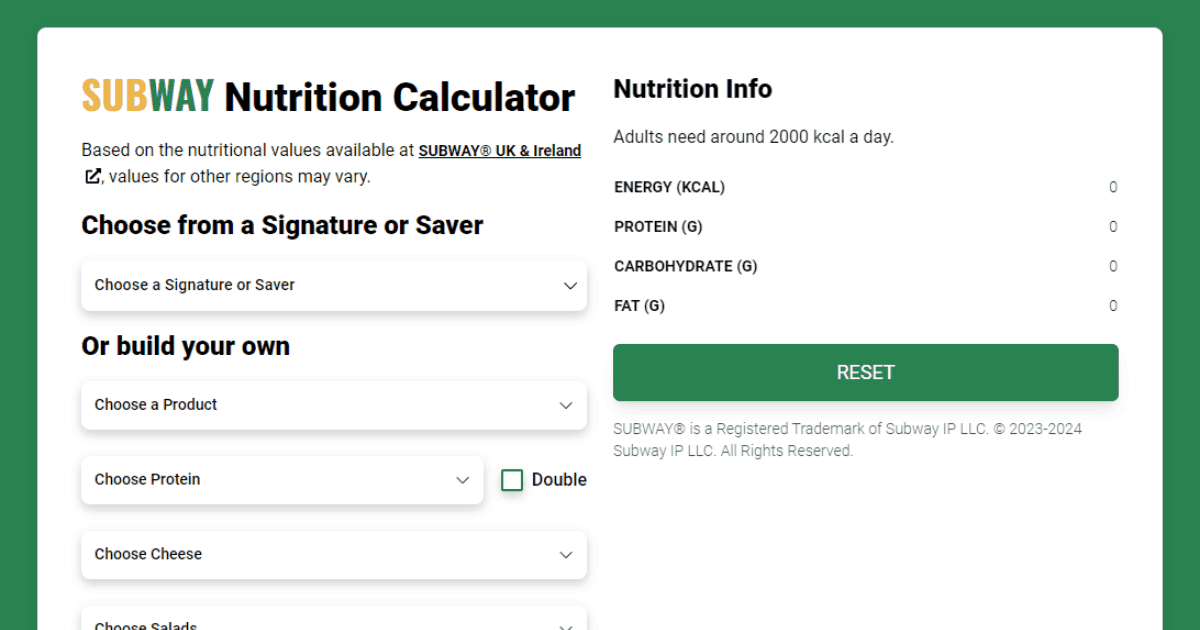 SUBWAY Nutrition Calculator
Based on the nutritional values available at SUBWAY® UK & Ireland
, values for other regions may vary.
Choose from a Signature or Saver
Choose a Signature or Saver
Or build your own
Choose a Product
Choose Protein
Double
Choose Cheese
Choose Salads
Nutrition Info
Adults need around 2000 kcal a day.
ENERGY (KCAL) 0
PROTEIN (G) 0
CARBOHYDRATE (G) 0
FAT (G) 0
RESET
SUBWAY® is a Registered Trademark of Subway IP LLC. © 2023-2024
Subway IP LLC. All Rights Reserved.